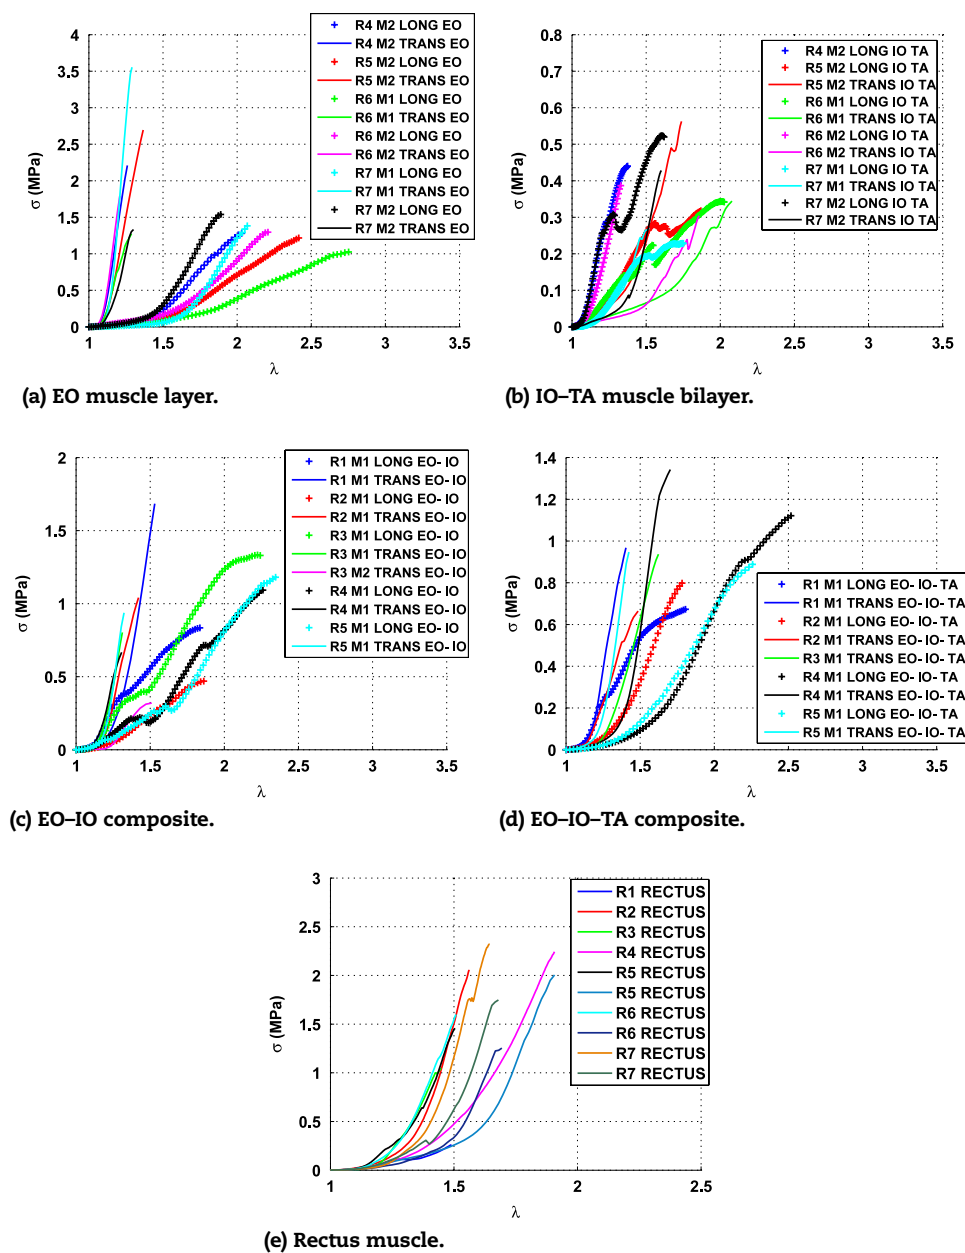 4
3.5
3
2.5
2
1.5
1
0.5
0
σ (MPa)
1 1.5 2 2.5 3 3.5
λ
R4 M2 LONG EO
R4 M2 TRANS EO
R5 M2 LONG EO
R5 M2 TRANS EO
R6 M1 LONG EO
R6 M1 TRANS EO
R6 M2 LONG EO
R6 M2 TRANS EO
R7 M1 LONG EO
R7 M1 TRANS EO
R7 M2 LONG EO
R7 M2 TRANS EO
(a) EO muscle layer.
0.8
0.7
0.6
0.5
0.4
0.3
0.2
0.1
0
σ (MPa)
1 1.5 2 2.5 3 3.5
λ
R4 M2 LONG IO TA
R5 M2 LONG IO TA
R5 M2 TRANS IO TA
R6 M1 LONG IO TA
R6 M1 TRANS IO TA
R6 M2 LONG IO TA
R6 M2 TRANS IO TA
R7 M1 LONG IO TA
R7 M1 TRANS IO TA
R7 M2 LONG IO TA
R7 M2 TRANS IO TA
(b) IO–TA muscle bilayer.
2
1.5
1
0.5
0
σ (MPa)
1 1.5 2 2.5 3 3.5
λ
R1 M1 LONG EO- IO
R1 M1 TRANS EO- IO
R2 M1 LONG EO- IO
R2 M1 TRANS EO- IO
R3 M1 LONG EO- IO
R3 M1 TRANS EO- IO
R3 M2 TRANS EO- IO
R4 M1 LONG EO- IO
R4 M1 TRANS EO- IO
R5 M1 LONG EO- IO
R5 M1 TRANS EO- IO
(c) EO–IO composite.
1.4
1.2
1
0.8
0.6
0.4
0.2
0
σ (MPa)
1 1.5 2 2.5 3 3.5
λ
R1 M1 LONG EO- IO- TA
R1 M1 TRANS EO- IO- TA
R2 M1 LONG EO- IO- TA
R2 M1 TRANS EO- IO- TA
R3 M1 TRANS EO- IO- TA
R4 M1 LONG EO- IO- TA
R4 M1 TRANS EO- IO- TA
R5 M1 LONG EO- IO- TA
R5 M1 TRANS EO- IO- TA
(d) EO–IO–TA composite.
3
2.5
2
1.5
1
0.5
0
σ (MPa)
1 1.5 2 2.5
λ
R1 RECTUS
R2 RECTUS
R3 RECTUS
R4 RECTUS
R5 RECTUS
R5 RECTUS
R6 RECTUS
R6 RECTUS
R7 RECTUS
R7 RECTUS
(e) Rectus muscle.